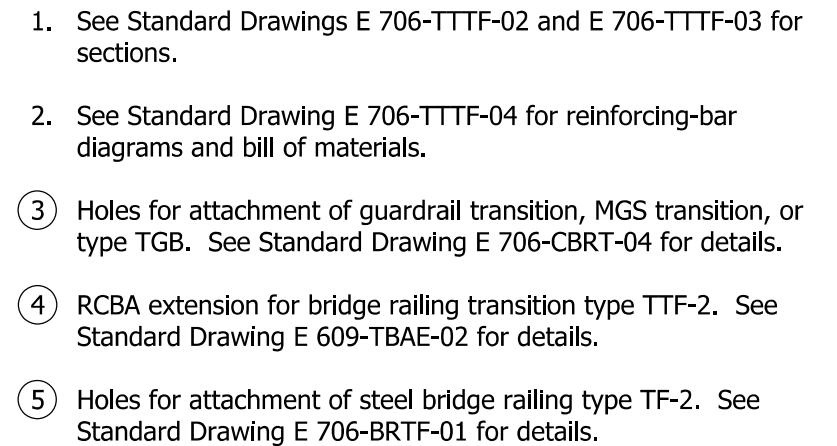 1. See Standard Drawings E 706-TTTF-02 and E 706-TTTF-03 for
sections.
2. See Standard Drawing E 706-TTTF-04 for reinforcing-bar
diagrams and bill of materials.
3 Holes for attachment of guardrail transition, MGS transition, or
type TGB. See Standard Drawing E 706-CBRT-04 for details.
4 RCBA extension for bridge railing transition type TTF-2. See
Standard Drawing E 609-TBAE-02 for details.
5 Holes for attachment of steel bridge railing type TF-2. See
Standard Drawing E 706-BRTF-01 for details.